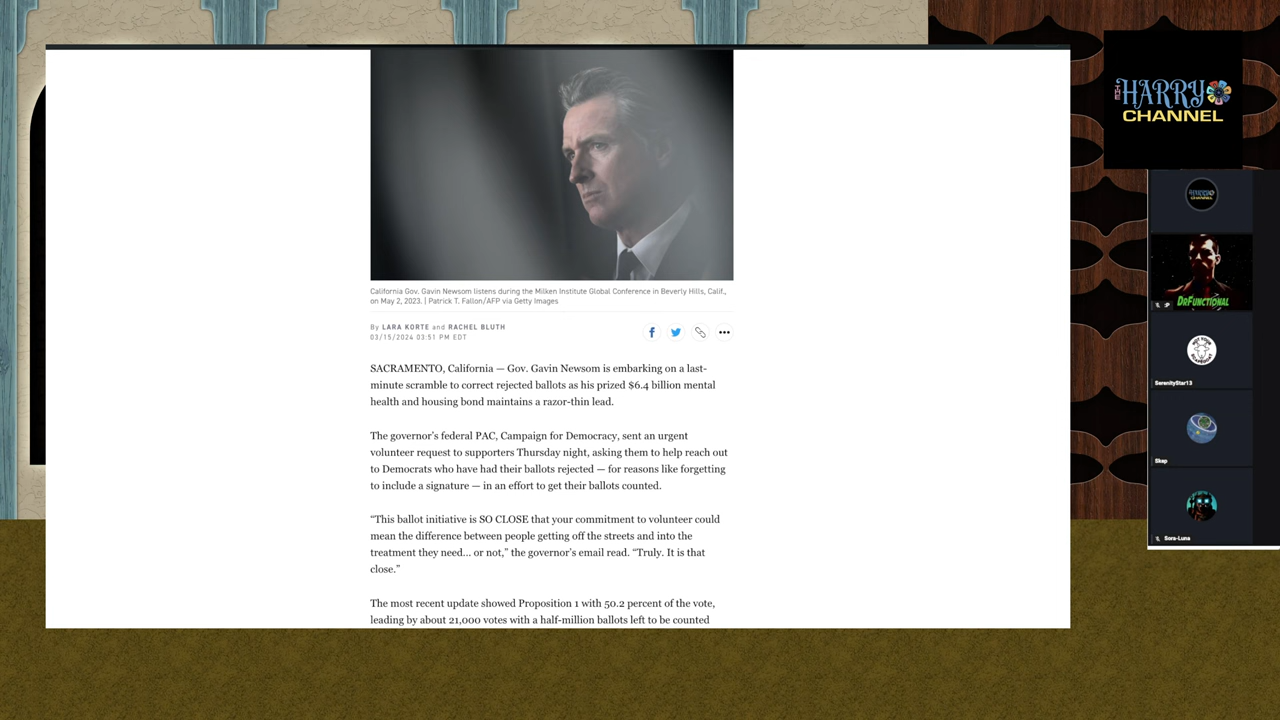 THE HARRY
CHANNEL
California Gov. Gavin Newsom listens during the Milken Institute Global Conference in Beverly Hills, Calif.,
on May 2, 2023. | Patrick T. Fallon/AFP via Getty Images
By LARA KORTE and RACHEL BLUTH
03/15/2024 03:51 PM EDT
SACRAMENTO, California — Gov. Gavin Newsom is embarking on a last-
minute scramble to correct rejected ballots as his prized $6.4 billion mental
health and housing bond maintains a razor-thin lead.
The governor’s federal PAC, Campaign for Democracy, sent an urgent
volunteer request to supporters Thursday night, asking them to help reach out
to Democrats who have had their ballots rejected — for reasons like forgetting
to include a signature — in an effort to get their ballots counted.
“This ballot initiative is SO CLOSE that your commitment to volunteer could
mean the difference between people getting off the streets and into the
treatment they need... or not,” the governor’s email read. “Truly. It is that
close.”
The most recent update showed Proposition 1 with 50.2 percent of the vote,
leading by about 21,000 votes with a half-million ballots left to be counted
HARRY
CHANNEL
DRFUNCTIONAL
SerenityStar13
Skep
Sora-Luna